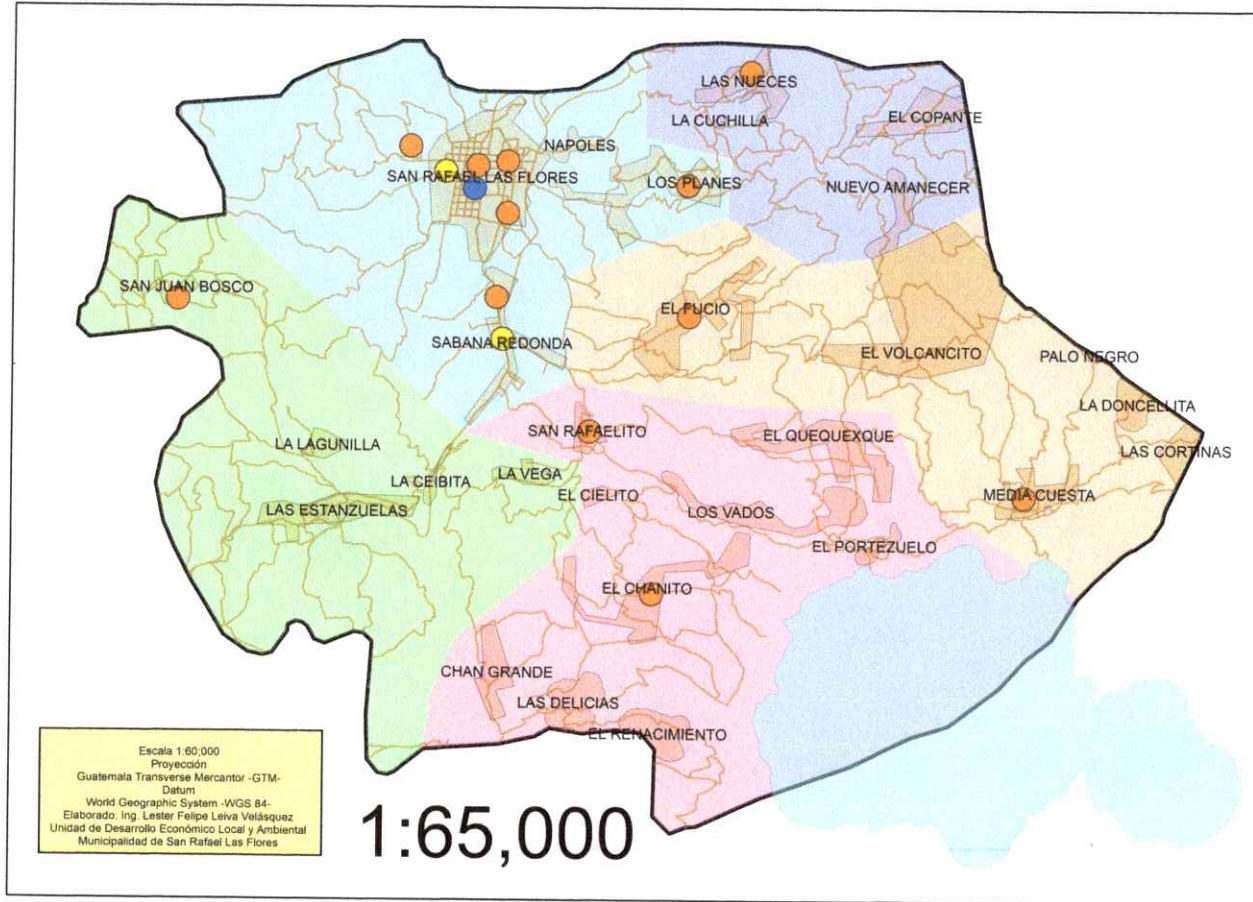 LAS NUECES
LA CUCHILLA
EL COPANTE
NAPOLES
SAN RAFAEL LAS FLORES
LOS PLANES
NUEVO AMANECER
SAN JUAN BOSCO
EL FUCIO
SABANA REDONDA
EL VOLCANCITO
PALO NEGRO
LA DONCELLITA
SAN RAFAELITO
EL QUEQUEXQUE
LA LAGUNILLA
LAS CORTINAS
LA CEIBITA
LA VEGA
EL CIELITO
MEDIA CUESTA
LAS ESTANZUELAS
LOS VADOS
EL PORTEZUELO
EL CHANITO
CHAN GRANDE
LAS DELICIAS
EL RENACIMIENTO
Escala 1:60;000
Proyección
Guatemala Transverse Mercantor -GTM-
Datum
World Geographic System -WGS 84-
Elaborado: Ing. Lester Felipe Leiva Velásquez
Unidad de Desarrollo Económico Local y Ambiental
Municipalidad de San Rafael Las Flores
1:65,000